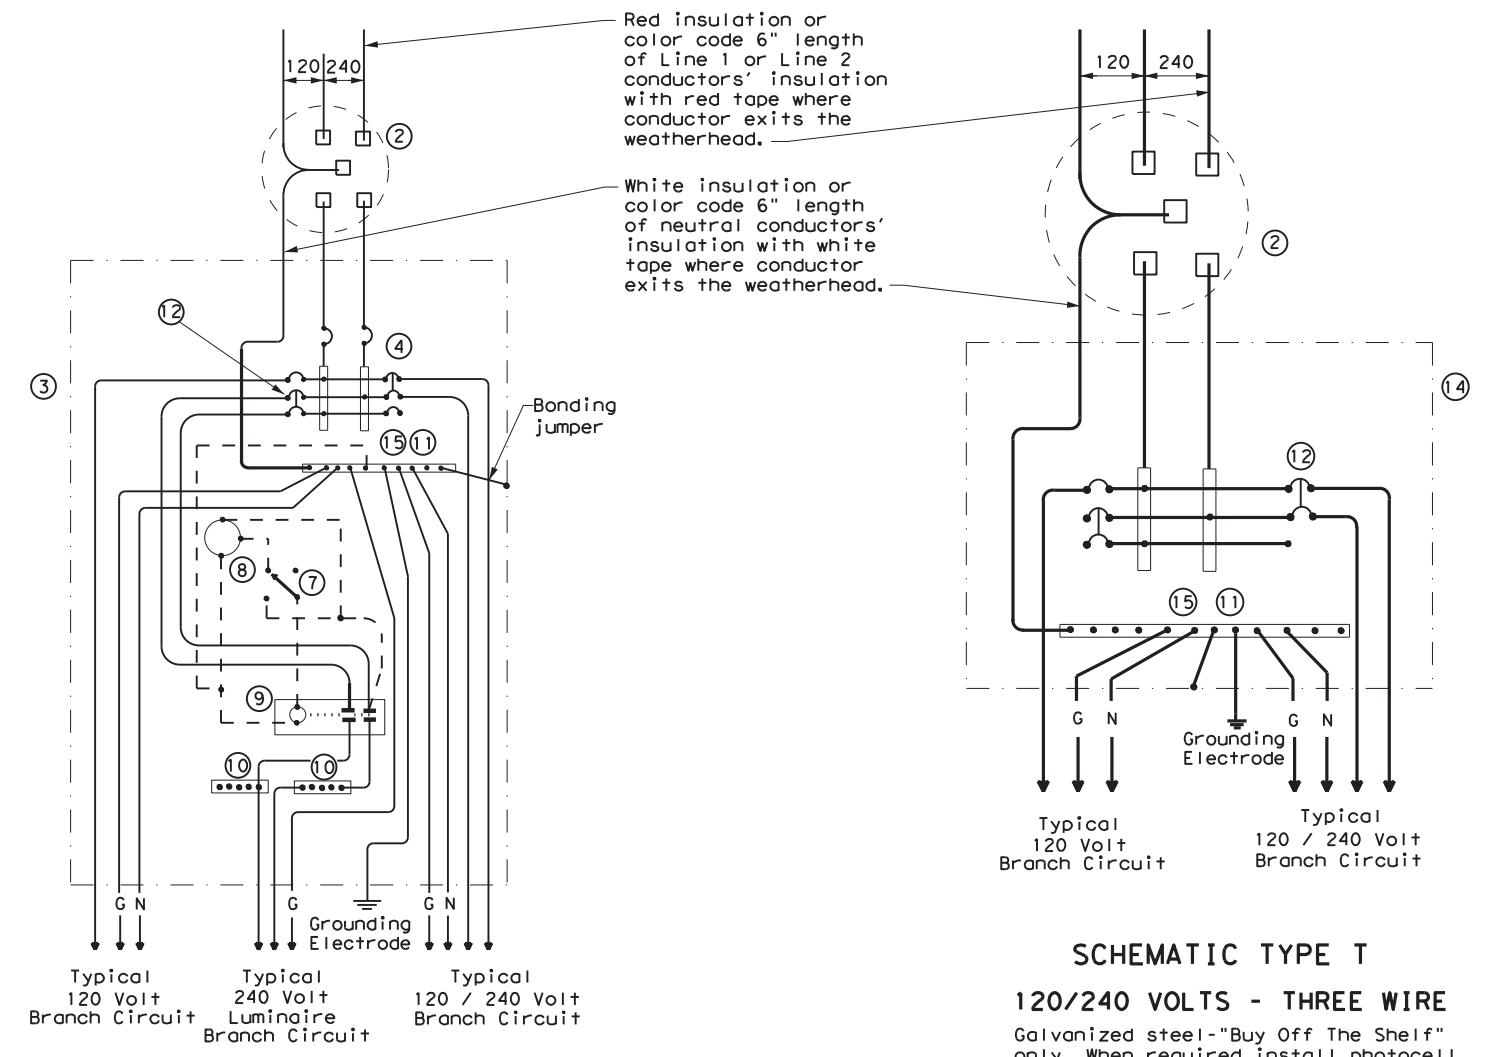 120 240
Red insulation or
color code 6" length
of Line 1 or Line 2
conductors' insulation
with red tape where
conductor exits the
weatherhead.
120 240
2
White insulation or
color code 6" length
of neutral conductors'
insulation with white
tape where conductor
exits the weatherhead.
2
12
4
3
Bonding
jumper
15 11
8
7
9
10
10
G N
G
Grounding
Electrode
G N
Typical
120 Volt
Branch Circuit
Typical
240 Volt
Luminaire
Branch Circuit
Typical
120 / 240 Volt
Branch Circuit
14
12
15 11
G N
Grounding
Electrode
G N
Typical
120 Volt
Branch Circuit
Typical
120 / 240 Volt
Branch Circuit
SCHEMATIC TYPE T
120/240 VOLTS - THREE WIRE
Galvanized steel-"Buy Off The Shelf"
only. When required install photocell